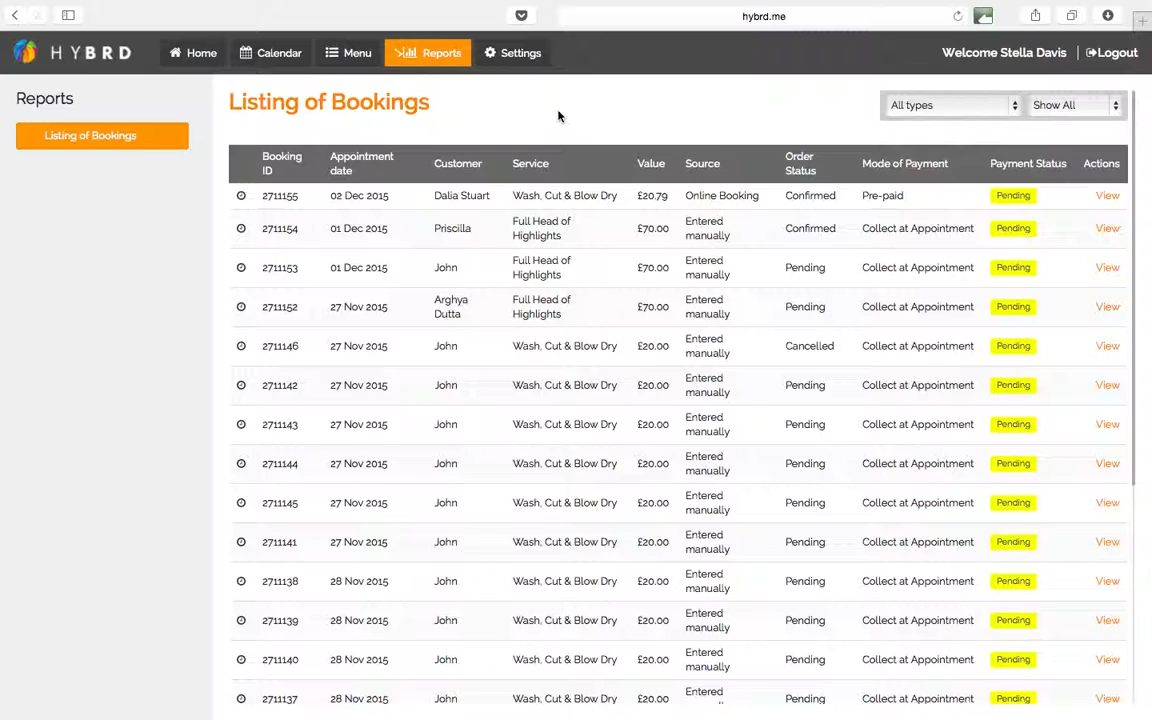 hybrd.me
HYBRD
Home
Calendar
Menu
Reports
Settings
Welcome Stella Davis
Logout
Reports
Listing of Bookings
Listing of Bookings
All types
Show All
Booking ID Appointment date Customer Service Value Source Order Status Mode of Payment Payment Status Actions
2711155 02 Dec 2015 Dalia Stuart Wash, Cut & Blow Dry £20.79 Online Booking Confirmed Pre-paid Pending View
2711154 01 Dec 2015 Priscilla Full Head of Highlights £70.00 Entered manually Confirmed Collect at Appointment Pending View
2711153 01 Dec 2015 John Full Head of Highlights £70.00 Entered manually Pending Collect at Appointment Pending View
2711152 27 Nov 2015 Arghya Dutta Full Head of Highlights £70.00 Entered manually Pending Collect at Appointment Pending View
2711146 27 Nov 2015 John Wash, Cut & Blow Dry £20.00 Entered manually Cancelled Collect at Appointment Pending View
2711142 27 Nov 2015 John Wash, Cut & Blow Dry £20.00 Entered manually Pending Collect at Appointment Pending View
2711143 27 Nov 2015 John Wash, Cut & Blow Dry £20.00 Entered manually Pending Collect at Appointment Pending View
2711144 27 Nov 2015 John Wash, Cut & Blow Dry £20.00 Entered manually Pending Collect at Appointment Pending View
2711145 27 Nov 2015 John Wash, Cut & Blow Dry £20.00 Entered manually Pending Collect at Appointment Pending View
2711141 27 Nov 2015 John Wash, Cut & Blow Dry £20.00 Entered manually Pending Collect at Appointment Pending View
2711138 28 Nov 2015 John Wash, Cut & Blow Dry £20.00 Entered manually Pending Collect at Appointment Pending View
2711139 28 Nov 2015 John Wash, Cut & Blow Dry £20.00 Entered manually Pending Collect at Appointment Pending View
2711140 28 Nov 2015 John Wash, Cut & Blow Dry £20.00 Entered manually Pending Collect at Appointment Pending View
2711137 28 Nov 2015 John Wash, Cut & Blow Dry £20.00 Entered Pending Collect at Appointment Pending View